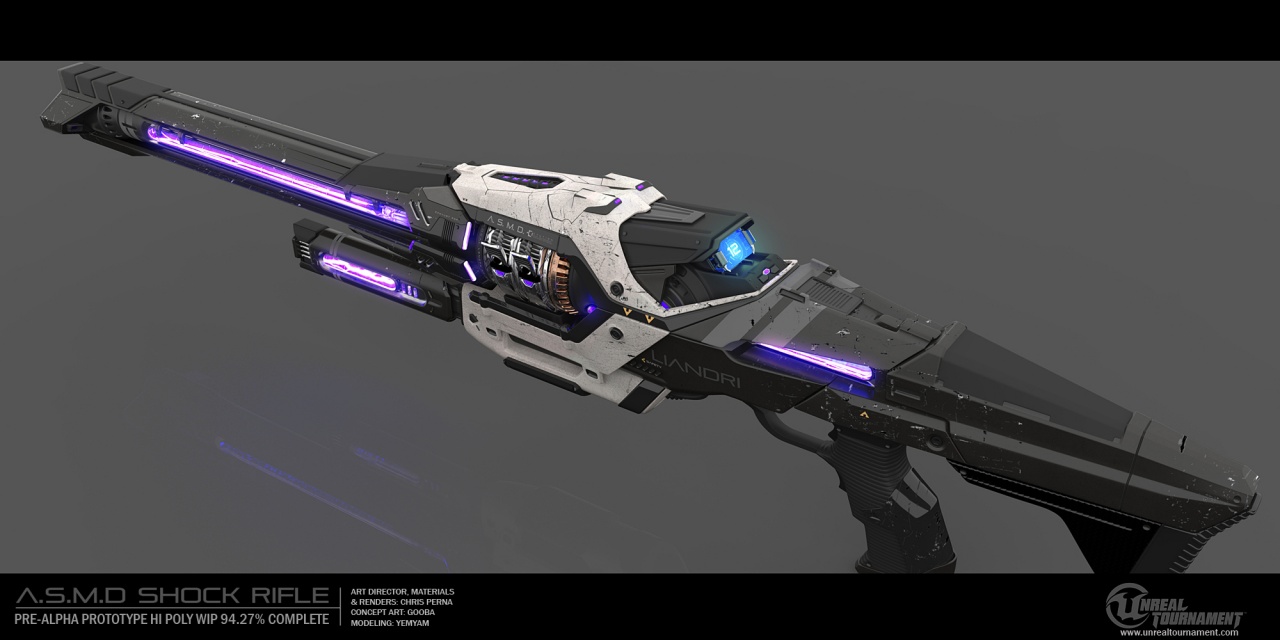 A.S.M.D
12
LIANDRI
A.S.M.D SHOCK RIFLE
PRE-ALPHA PROTOTYPE HI POLY WIP 94.27% COMPLETE
ART DIRECTOR, MATERIALS
& RENDERS: CHRIS PERNA
CONCEPT ART: GOOBA
MODELING: YEMYAM
UNREAL
TOURNAMENT
www.unrealtournament.com